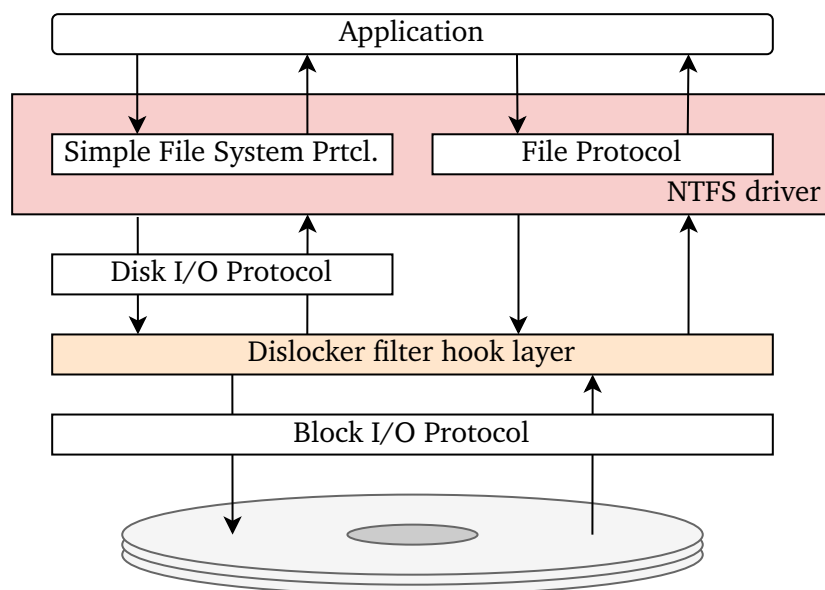 Application
Simple File System Prtcl.
File Protocol
NTFS driver
Disk I/O Protocol
Dislocker filter hook layer
Block I/O Protocol